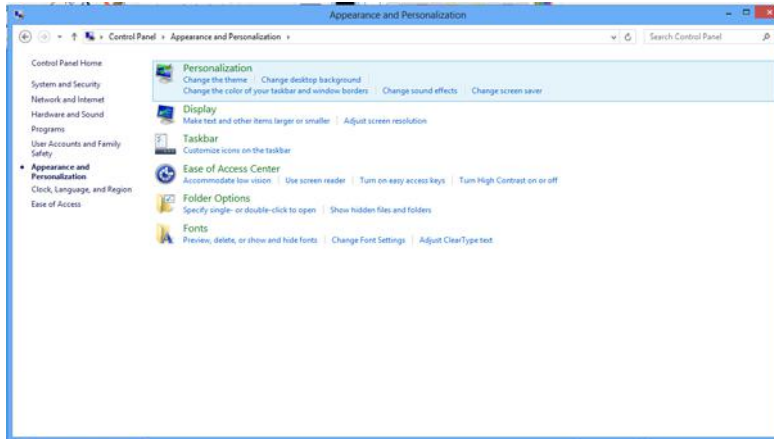 Appearance and Personalization
Control Panel Appearance and Personalization
Search Control Panel
Control Panel Home
System and Security
Network and Internet
Hardware and Sound
Programs
User Accounts and Family
Safety
Appearance and
Personalization
Clock, Language, and Region
Ease of Access
Personalization
Change the theme Change desktop background
Change the color of your taskbar and window borders Change sound effects Change screen saver
Display
Make text and other items larger or smaller Adjust screen resolution
Taskbar
Customize icons on the taskbar
Ease of Access Center
Accommodate low vision Use screen reader Turn on easy access keys Turn High Contrast on or off
Folder Options
Specify single- or double-click to open Show hidden files and folders
Fonts
Preview, delete, or show and hide fonts Change Font Settings Adjust ClearType text